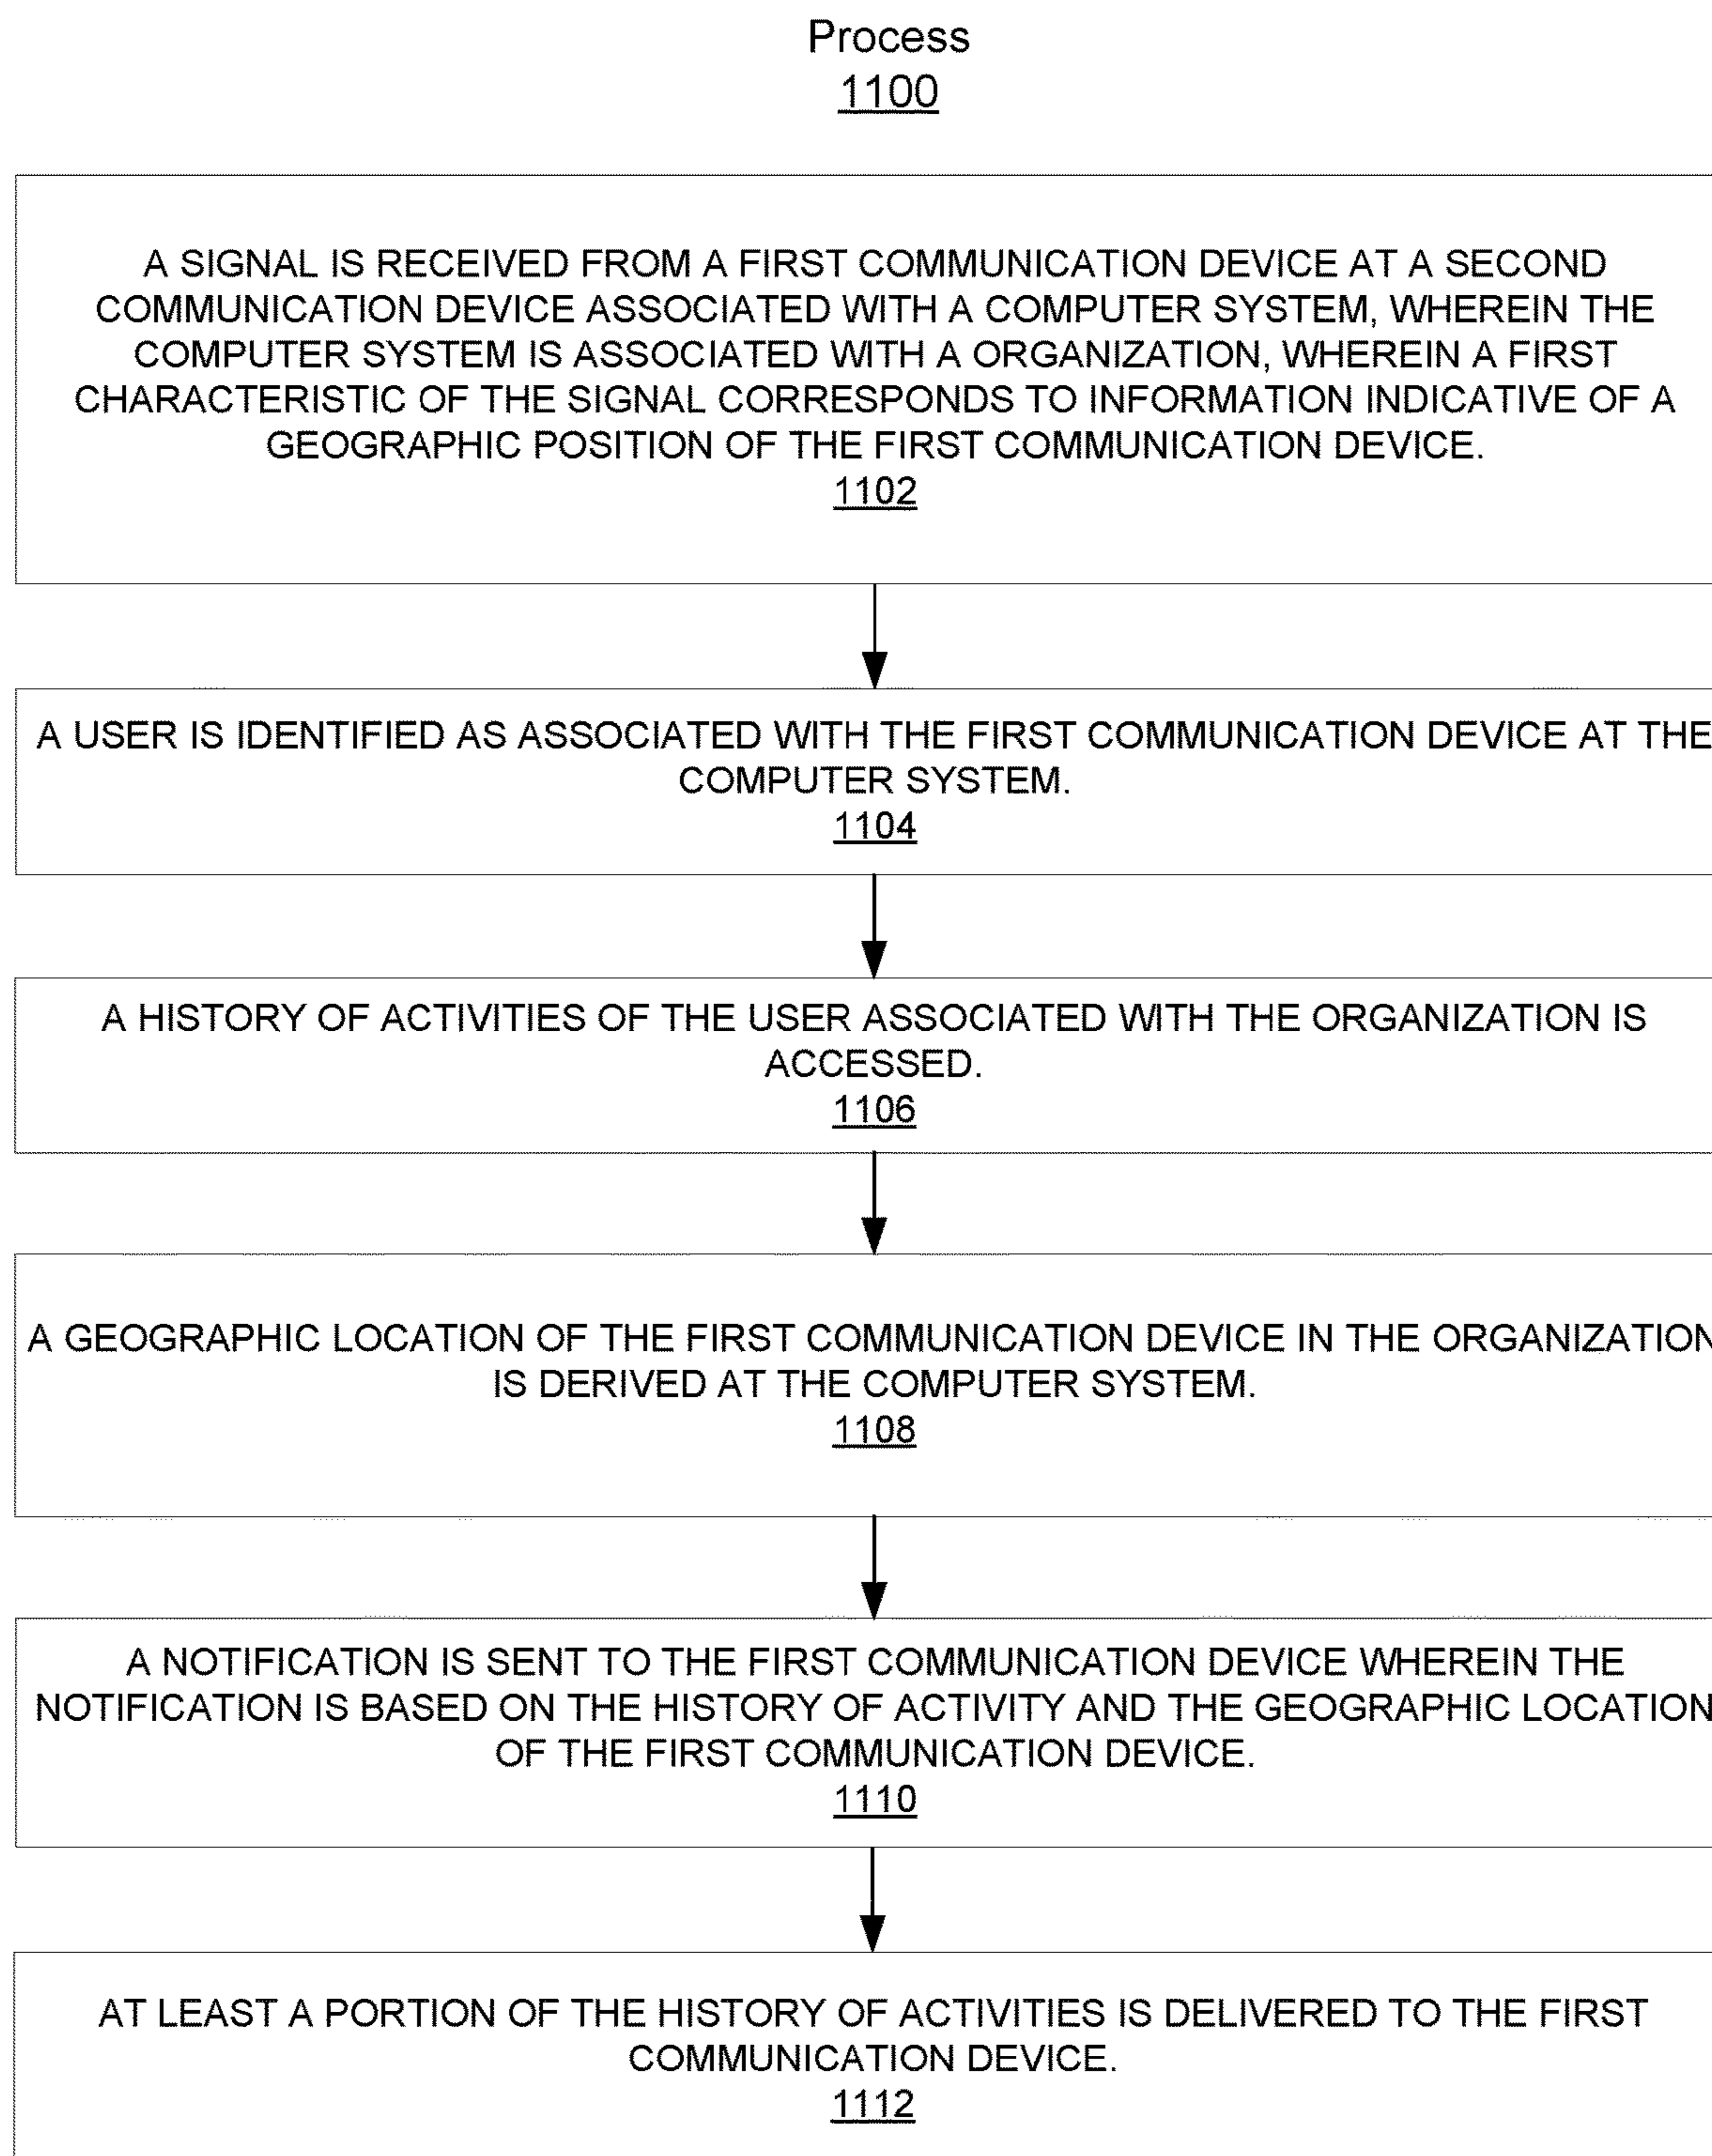 Process
1100
A SIGNAL IS RECEIVED FROM A FIRST COMMUNICATION DEVICE AT A SECOND
COMMUNICATION DEVICE ASSOCIATED WITH A COMPUTER SYSTEM, WHEREIN THE
COMPUTER SYSTEM IS ASSOCIATED WITH A ORGANIZATION, WHEREIN A FIRST
CHARACTERISTIC OF THE SIGNAL CORRESPONDS TO INFORMATION INDICATIVE OF A
GEOGRAPHIC POSITION OF THE FIRST COMMUNICATION DEVICE.
1102
A USER IS IDENTIFIED AS ASSOCIATED WITH THE FIRST COMMUNICATION DEVICE AT THE
COMPUTER SYSTEM.
1104
A HISTORY OF ACTIVITIES OF THE USER ASSOCIATED WITH THE ORGANIZATION IS
ACCESSED.
1106
A GEOGRAPHIC LOCATION OF THE FIRST COMMUNICATION DEVICE IN THE ORGANIZATION
IS DERIVED AT THE COMPUTER SYSTEM.
1108
A NOTIFICATION IS SENT TO THE FIRST COMMUNICATION DEVICE WHEREIN THE
NOTIFICATION IS BASED ON THE HISTORY OF ACTIVITY AND THE GEOGRAPHIC LOCATION
OF THE FIRST COMMUNICATION DEVICE.
1110
AT LEAST A PORTION OF THE HISTORY OF ACTIVITIES IS DELIVERED TO THE FIRST
COMMUNICATION DEVICE.
1112